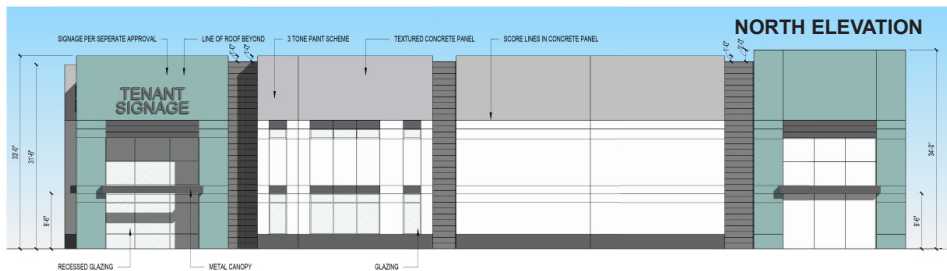 NORTH ELEVATION
SIGNAGE PER SEPERATE APPROVAL
LINE OF ROOF BEYOND
3 TONE PAINT SCHEME
TEXTURED CONCRETE PANEL
SCORE LINES IN CONCRETE PANEL
TENANT
SIGNAGE
33'-0"
31'-6"
9'-6"
34'-0"
9'-6"
RECESSED GLAZING
METAL CANOPY
GLAZING